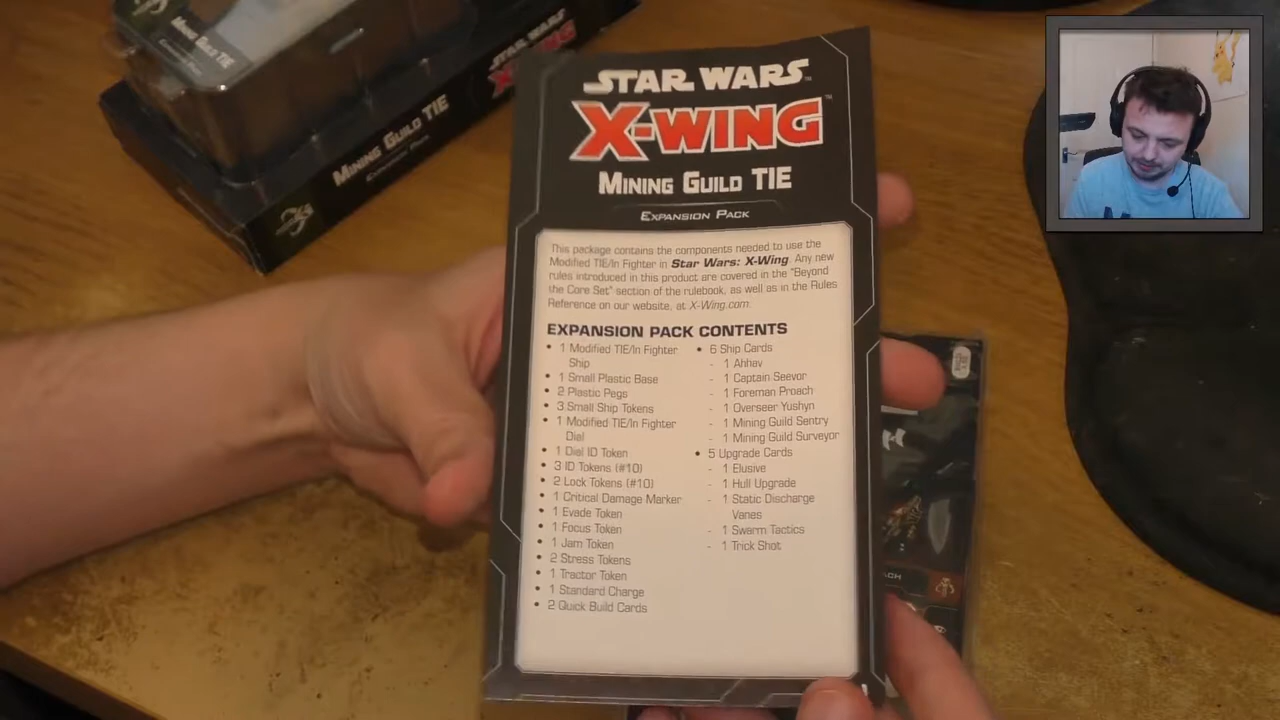 MINING GUILD TIE
STAR WARS
X-WING
MINING GUILD TIE
EXPANSION PACK
STAR WARS™
X-WING™
MINING GUILD TIE
EXPANSION PACK
This package contains the components needed to use the
Modified TIE/ln Fighter in Star Wars: X-Wing. Any new
rules introduced in this product are covered in the "Beyond
the Core Set" section of the rulebook, as well as in the Rules
Reference on our website, at X-Wing.com.
EXPANSION PACK CONTENTS
• 1 Modified TIE/ln Fighter
Ship
• 1 Small Plastic Base
• 2 Plastic Pegs
• 3 Small Ship Tokens
• 1 Modified TIE/ln Fighter
Dial
• 1 Dial ID Token
• 3 ID Tokens (#10)
• 2 Lock Tokens (#10)
• 1 Critical Damage Marker
• 1 Evade Token
• 1 Focus Token
• 1 Jam Token
• 2 Stress Tokens
• 1 Tractor Token
• 1 Standard Charge
• 2 Quick Build Cards
• 6 Ship Cards
- 1 Ahhav
- 1 Captain Seevor
- 1 Foreman Proach
- 1 Overseer Yushyn
- 1 Mining Guild Sentry
- 1 Mining Guild Surveyor
• 5 Upgrade Cards
- 1 Elusive
- 1 Hull Upgrade
- 1 Static Discharge
Vanes
- 1 Swarm Tactics
- 1 Trick Shot